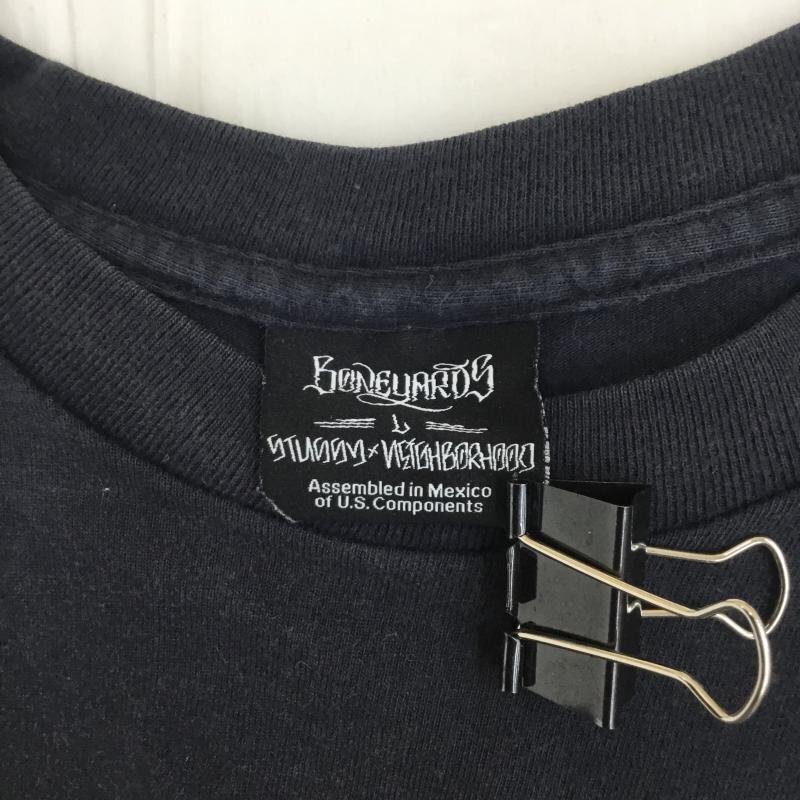 BONEYARDS
L
STUSSY × NEIGHBORHOOD
Assembled in Mexico
of U.S. Components